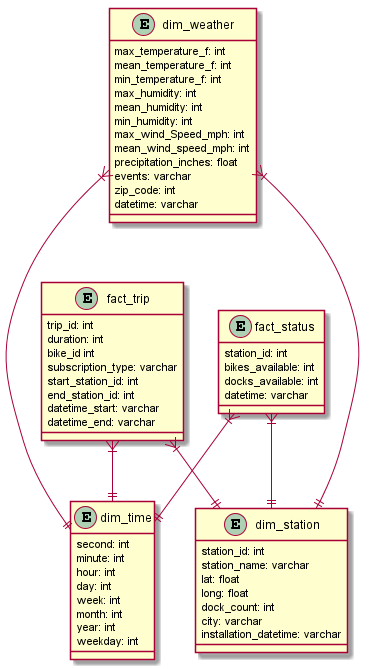 E dim_weather
max_temperature_f: int
mean_temperature_f: int
min_temperature_f: int
max_humidity: int
mean_humidity: int
min_humidity: int
max_wind_Speed_mph: int
mean_wind_speed_mph: int
precipitation_inches: float
events: varchar
zip_code: int
datetime: varchar
E fact_trip
trip_id: int
duration: int
bike_id int
subscription_type: varchar
start_station_id: int
end_station_id: int
datetime_start: varchar
datetime_end: varchar
E fact_status
station_id: int
bikes_available: int
docks_available: int
datetime: varchar
E dim_time
second: int
minute: int
hour: int
day: int
week: int
month: int
year: int
weekday: int
E dim_station
station_id: int
station_name: varchar
lat: float
long: float
dock_count: int
city: varchar
installation_datetime: varchar